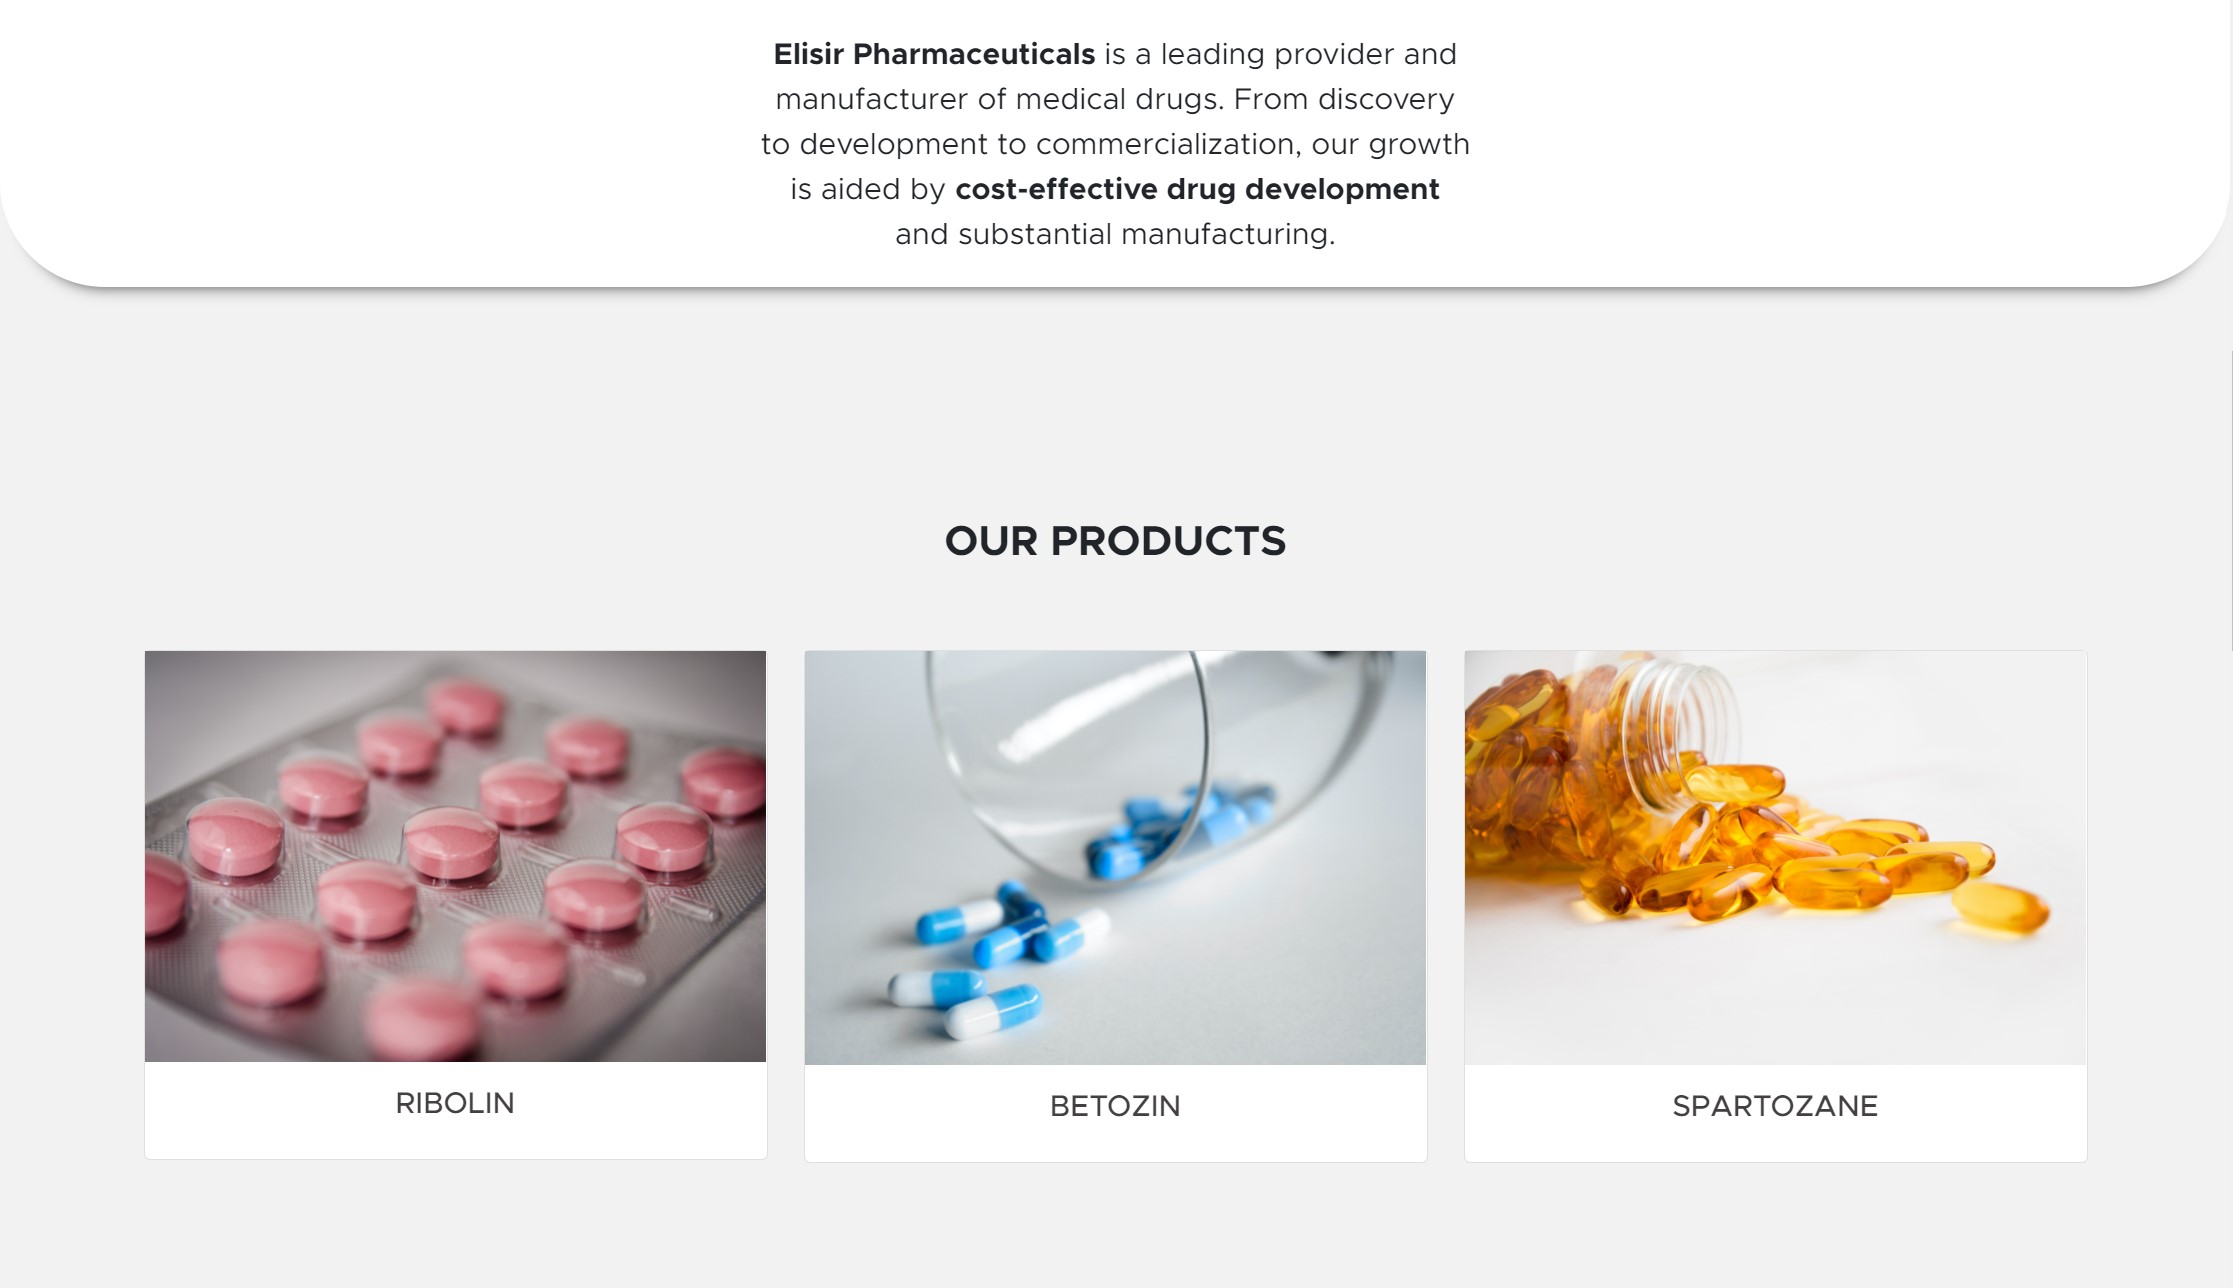 Elisir Pharmaceuticals is a leading provider and
manufacturer of medical drugs. From discovery
to development to commercialization, our growth
is aided by cost-effective drug development
and substantial manufacturing.
OUR PRODUCTS
RIBOLIN
BETOZIN
SPARTOZANE